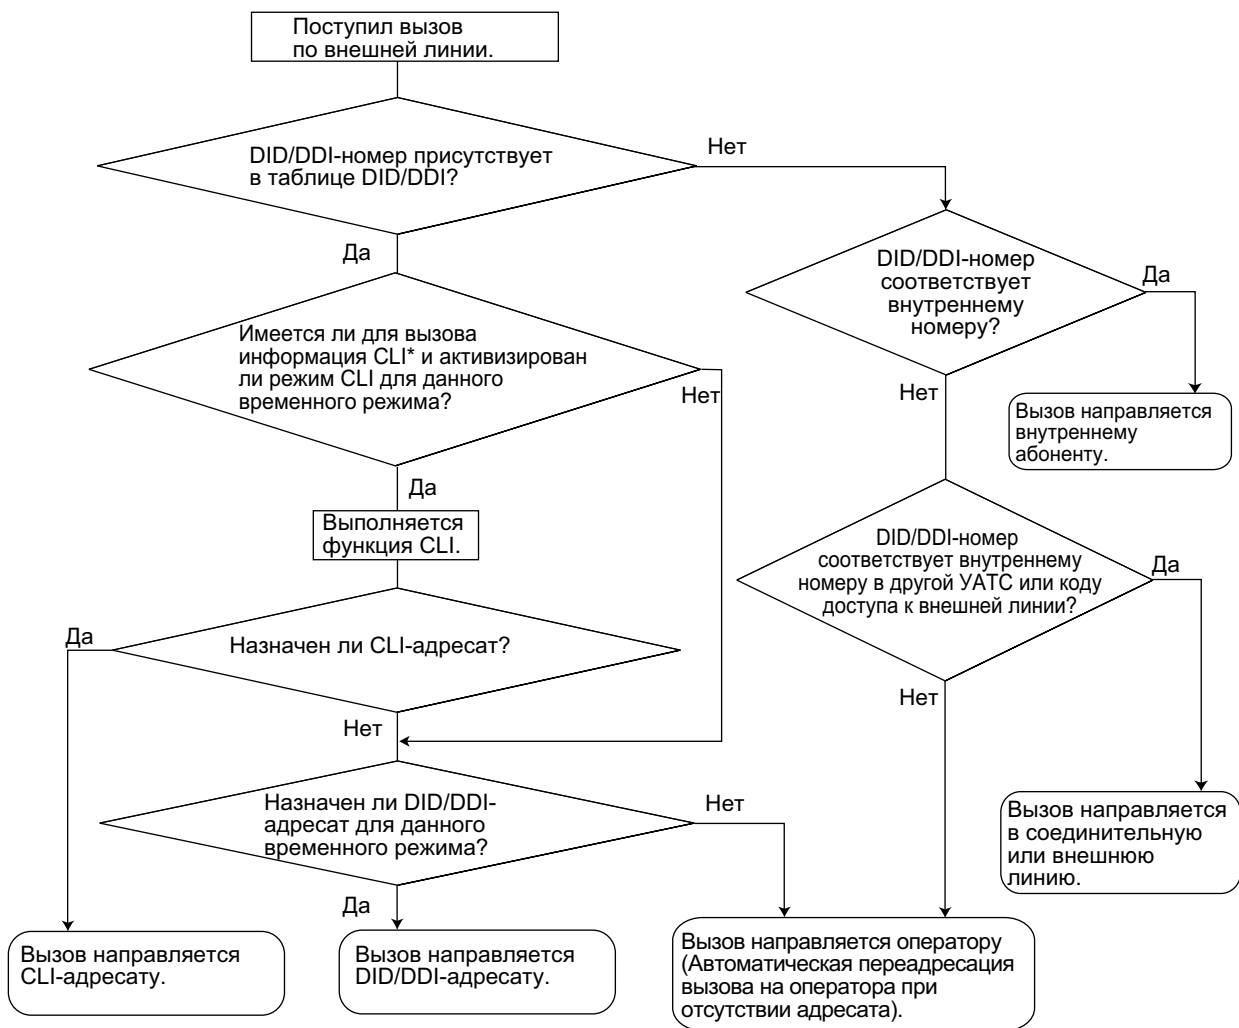 Поступил вызов
по внешней линии.
DID/DDI-номер присутствует
в таблице DID/DDI?
Нет
Да
DID/DDI-номер
соответствует
внутреннему
номеру?
Да
Нет
Вызов направляется
внутреннему
абоненту.
Имеется ли для вызова
информация CLI* и активизирован
ли режим CLI для данного
временного режима?
Нет
Да
Выполняется
функция CLI.
DID/DDI-номер
соответствует внутреннему
номеру в другой УАТС или коду
доступа к внешней линии?
Да
Нет
Назначен ли CLI-адресат?
Да
Нет
Назначен ли DID/DDI-
адресат для данного
временного режима?
Нет
Да
Вызов направляется
в соединительную
или внешнюю
линию.
Вызов направляется
CLI-адресату.
Вызов направляется
DID/DDI-адресату.
Вызов направляется оператору
(Автоматическая переадресация
вызова на оператора при
отсутствии адресата).